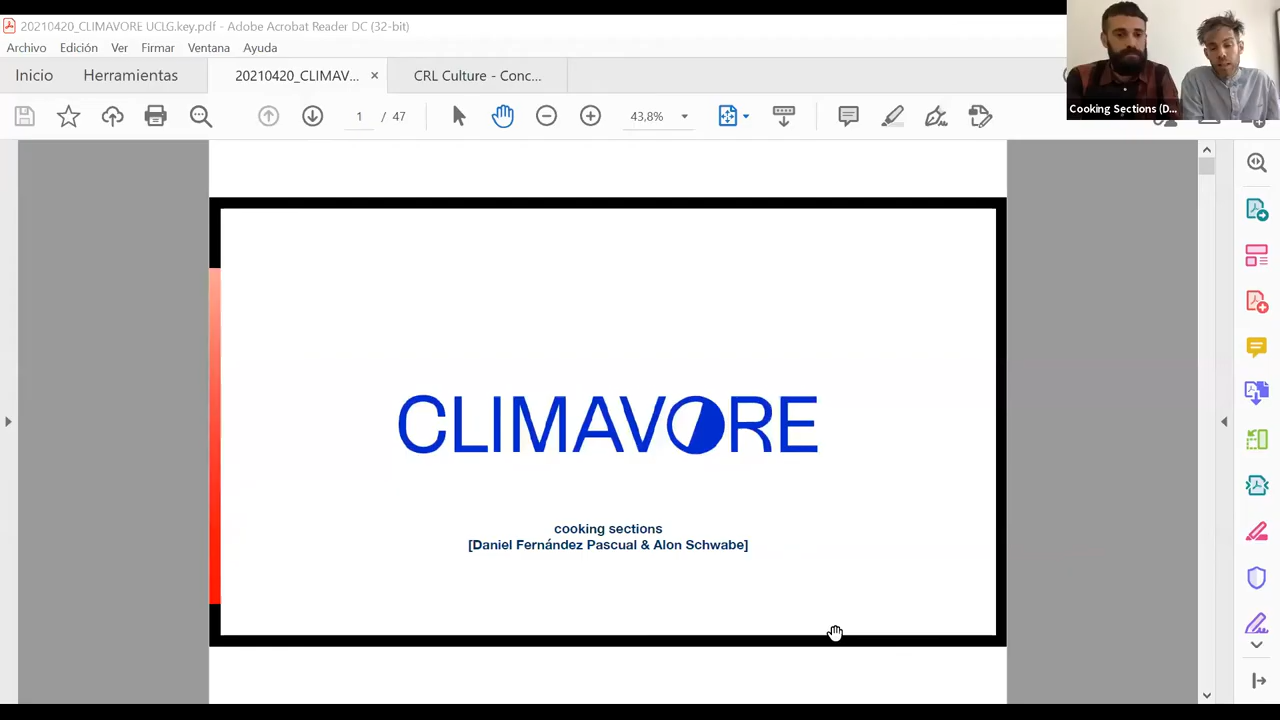 20210420_CLIMAVORE UCLG.key.pdf - Adobe Acrobat Reader DC (32-bit)
Archivo Edición Ver Firmar Ventana Ayuda
Inicio Herramientas 20210420_CLIMAV... × CRL Culture - Conc...
1 / 47 43,8%
Cooking Sections (D...
CLIMAVORE
cooking sections
[Daniel Fernández Pascual & Alon Schwabe]